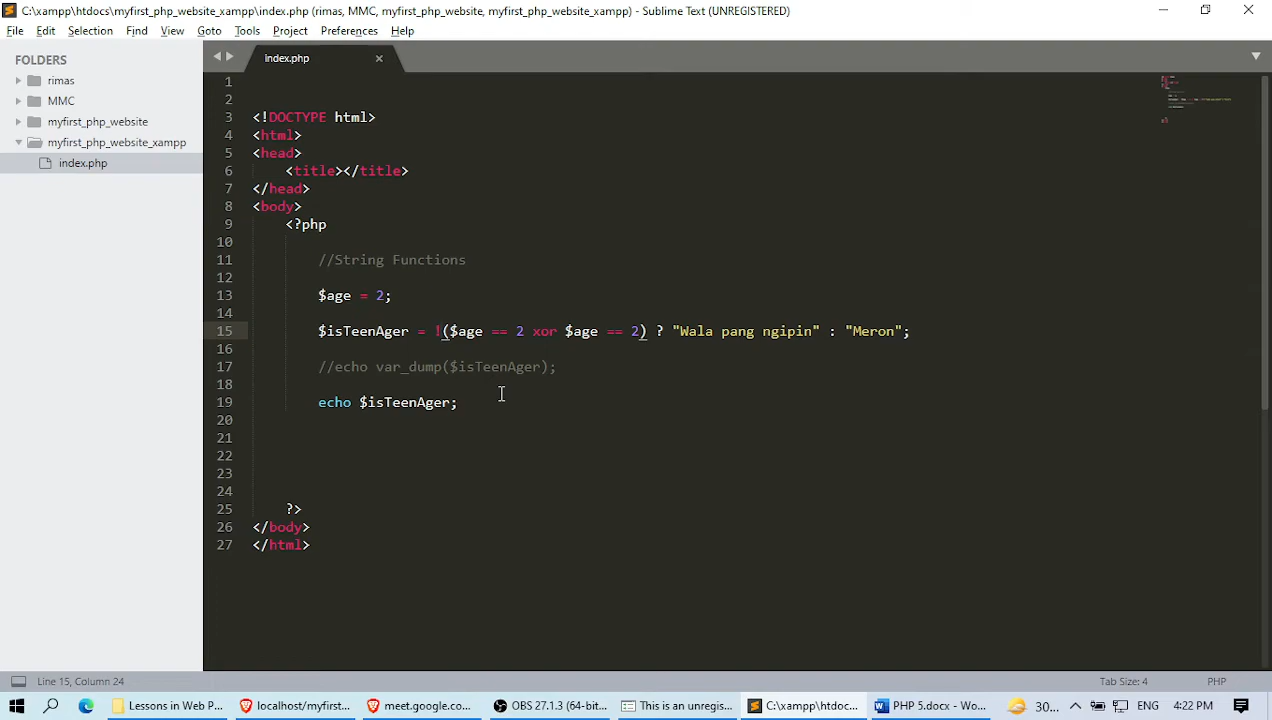 C:\xampp\htdocs\myfirst_php_website_xampp\index.php (rimas, MMC, myfirst_php_website, myfirst_php_website_xampp) - Sublime Text (UNREGISTERED)
File Edit Selection Find View Goto Tools Project Preferences Help
FOLDERS
rimas
MMC
myfirst_php_website
myfirst_php_website_xampp
index.php
index.php
1
2
3 <!DOCTYPE html>
4 <html>
5 <head>
6 <title></title>
7 </head>
8 <body>
9 <?php
10
11 //String Functions
12
13 $age = 2;
14
15 $isTeenAger = !($age == 2 xor $age == 2) ? "Wala pang ngipin" : "Meron";
16
17 //echo var_dump($isTeenAger);
18
19 echo $isTeenAger;
20
21
22
23
24
25 ?>
26 </body>
27 </html>
Line 15, Column 24 Tab Size: 4 PHP
Lessons in Web P... localhost/myfirs... meet.google.co... OBS 27.1.3 (64-bit... This is an unregis... C:\xampp\htdoc... PHP 5.docx - Wo... 30... ENG 4:22 PM